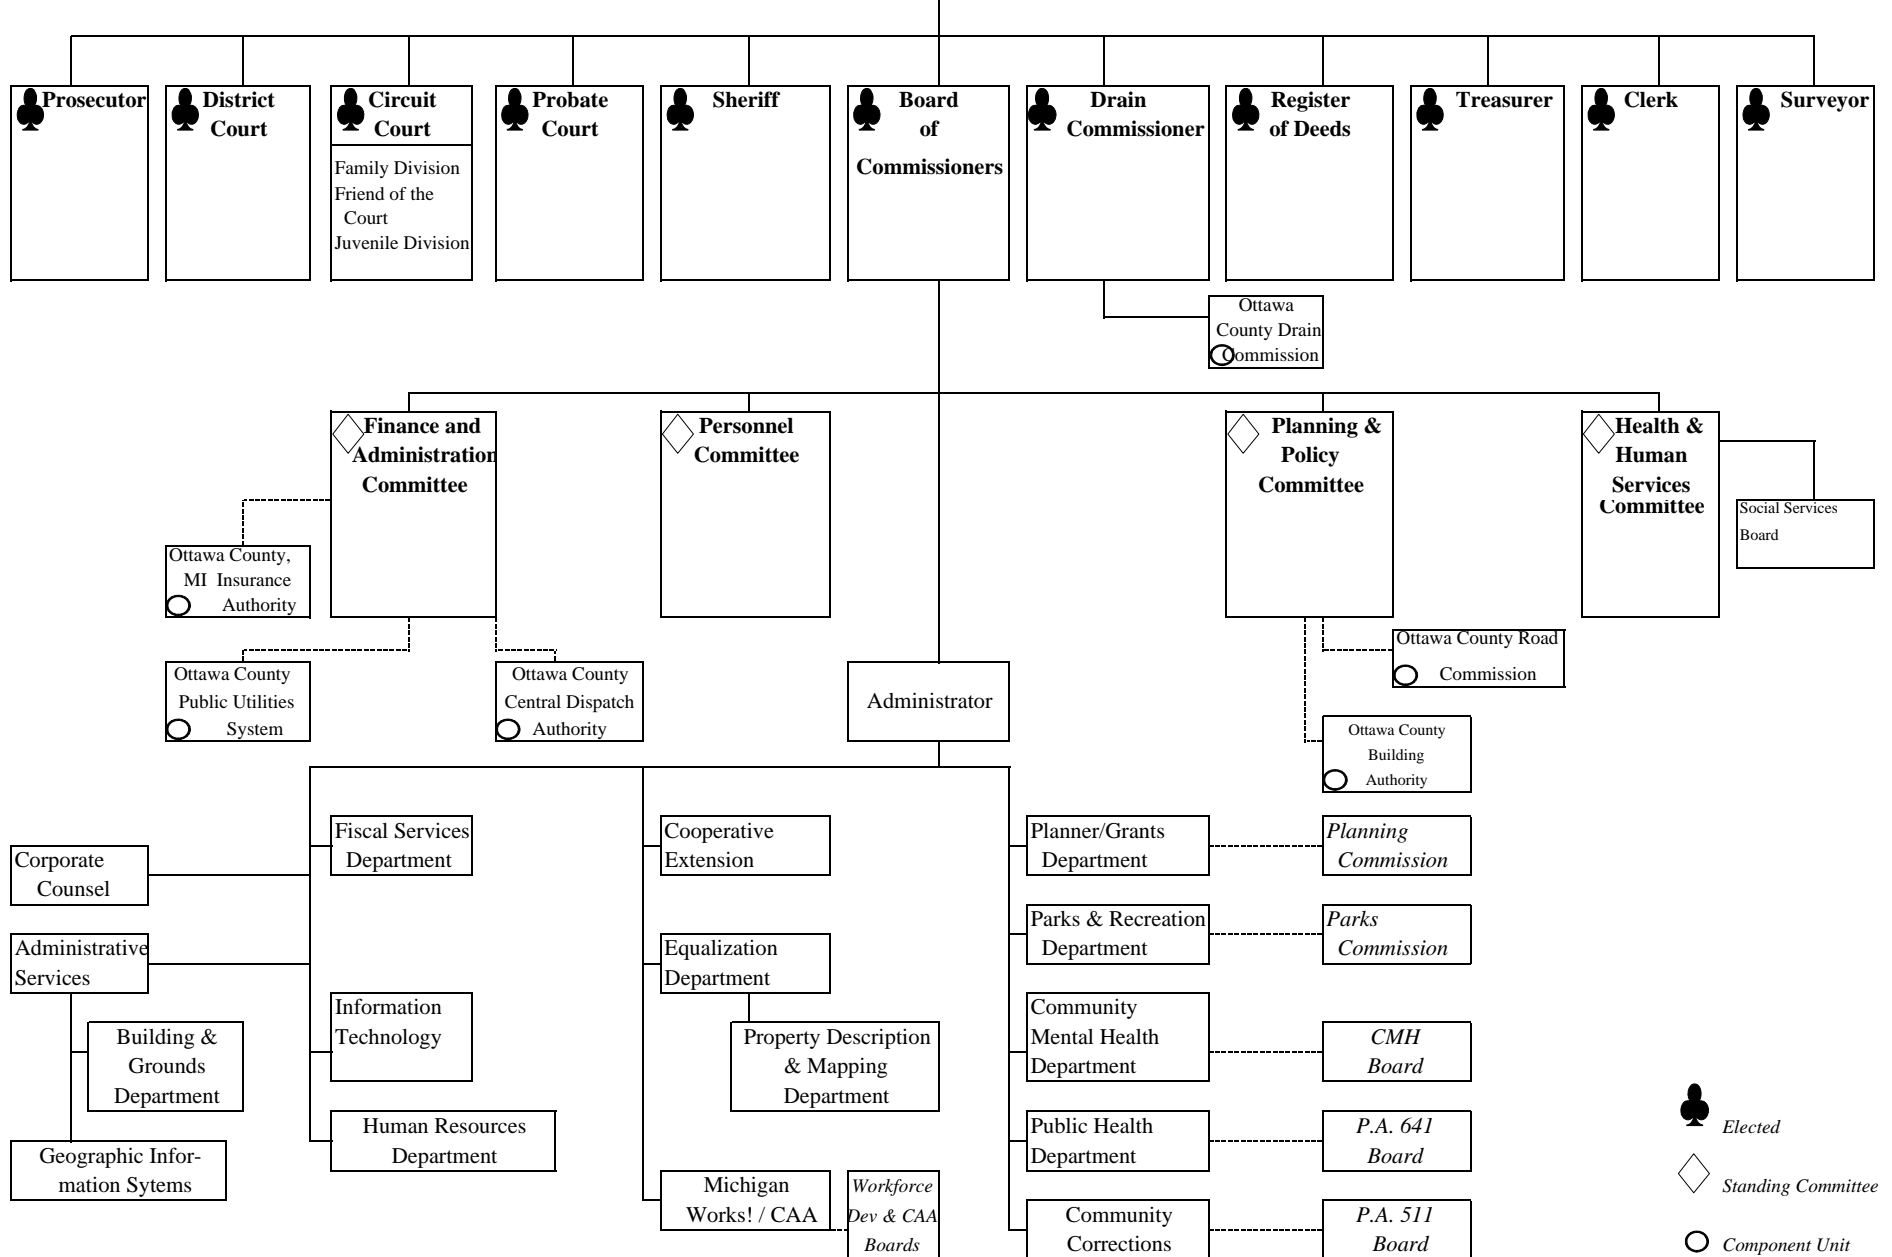 Prosecutor
District
Court
Circuit
Court
Family Division
Friend of the
Court
Juvenile Division
Probate
Court
Sheriff
Board
of
Commissioners
Drain
Commissioner
Register
of Deeds
Treasurer
Clerk
Surveyor
Ottawa
County Drain
Commission
Finance and
Administration
Committee
Personnel
Committee
Planning &
Policy
Committee
Health &
Human
Services
Committee
Social Services
Board
Ottawa County,
MI Insurance
Authority
Ottawa County
Public Utilities
System
Ottawa County
Central Dispatch
Authority
Administrator
Ottawa County Road
Commission
Ottawa County
Building
Authority
Corporate
Counsel
Administrative
Services
Building &
Grounds
Department
Geographic Infor-
mation Sytems
Fiscal Services
Department
Information
Technology
Human Resources
Department
Cooperative
Extension
Equalization
Department
Property Description
& Mapping
Department
Michigan
Works! / CAA
Workforce
Dev & CAA
Boards
Planner/Grants
Department
Planning
Commission
Parks & Recreation
Department
Parks
Commission
Community
Mental Health
Department
CMH
Board
Public Health
Department
P.A. 641
Board
Community
Corrections
P.A. 511
Board
Elected
Standing Committee
Component Unit